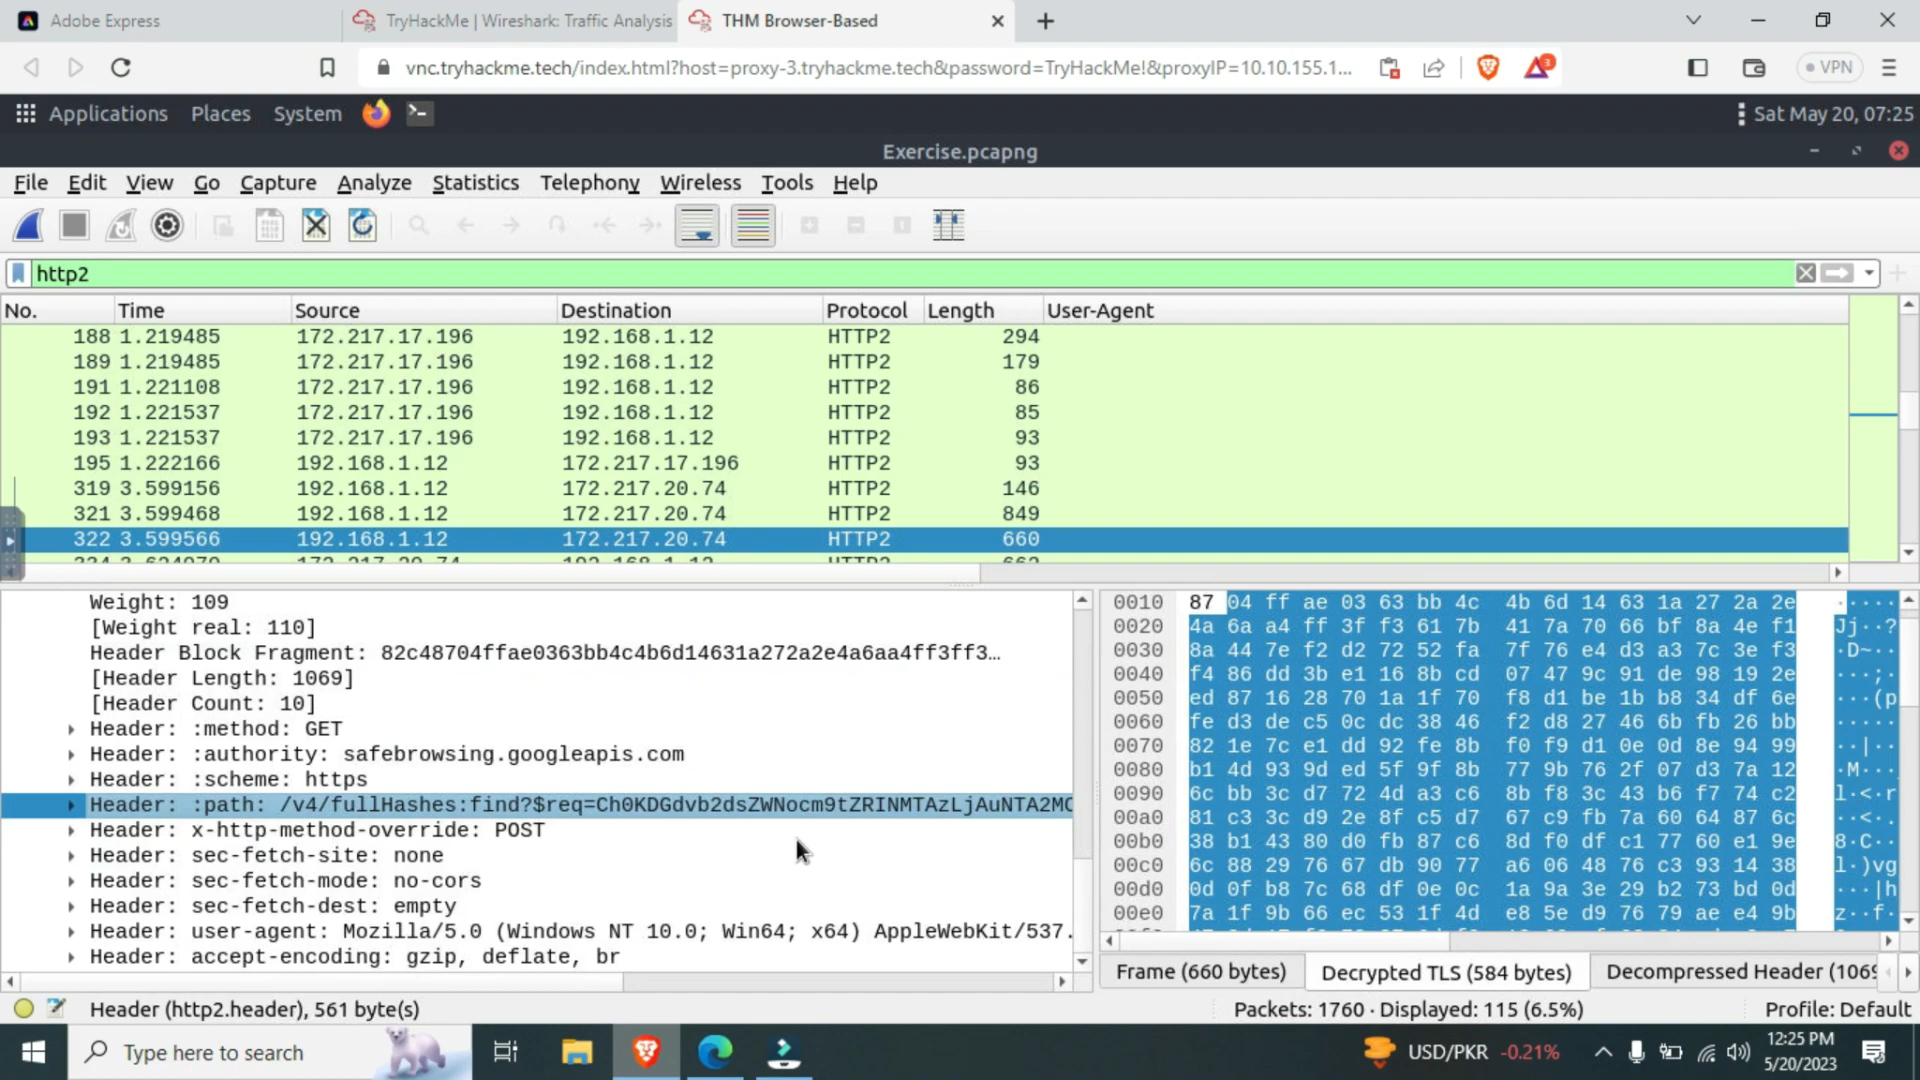 Adobe Express
TryHackMe | Wireshark: Traffic Analysis
THM Browser-Based
vnc.tryhackme.tech/index.html?host=proxy-3.tryhackme.tech&password=TryHackMe!&proxyIP=10.10.155.1...
3
VPN
Applications Places System
Sat May 20, 07:25
Exercise.pcapng
File Edit View Go Capture Analyze Statistics Telephony Wireless Tools Help
http2
No. Time Source Destination Protocol Length User-Agent
188 1.219485 172.217.17.196 192.168.1.12 HTTP2 294
189 1.219485 172.217.17.196 192.168.1.12 HTTP2 179
191 1.221108 172.217.17.196 192.168.1.12 HTTP2 86
192 1.221537 172.217.17.196 192.168.1.12 HTTP2 85
193 1.221537 172.217.17.196 192.168.1.12 HTTP2 93
195 1.222166 192.168.1.12 172.217.17.196 HTTP2 93
319 3.599156 192.168.1.12 172.217.20.74 HTTP2 146
321 3.599468 192.168.1.12 172.217.20.74 HTTP2 849
322 3.599566 192.168.1.12 172.217.20.74 HTTP2 660
Weight: 109
[Weight real: 110]
Header Block Fragment: 82c48704ffae0363bb4c4b6d14631a272a2e4a6aa4ff3ff3…
[Header Length: 1069]
[Header Count: 10]
Header: :method: GET
Header: :authority: safebrowsing.googleapis.com
Header: :scheme: https
Header: :path: /v4/fullHashes:find?$req=Ch0KDGdvb2dsZWNocm9tZRINMTAzLjAuNTA2MC
Header: x-http-method-override: POST
Header: sec-fetch-site: none
Header: sec-fetch-mode: no-cors
Header: sec-fetch-dest: empty
Header: user-agent: Mozilla/5.0 (Windows NT 10.0; Win64; x64) AppleWebKit/537.
Header: accept-encoding: gzip, deflate, br
0010 87 04 ff ae 03 63 bb 4c 4b 6d 14 63 1a 27 2a 2e ·····
0020 4a 6a a4 ff 3f f3 61 7b 41 7a 70 66 bf 8a 4e f1 Jj··?
0030 8a 44 7e f2 d2 72 52 fa 7f 76 e4 d3 a3 7c 3e f3 ·D~··
0040 f4 86 dd 3b e1 16 8b cd 07 47 9c 91 de 98 19 2e ···;·
0050 ed 87 16 28 70 1a 1f 70 f8 d1 be 1b b8 34 df 6e ···(p
0060 fe d3 de c5 0c dc 38 46 f2 d8 27 46 6b fb 26 bb ·····
0070 82 1e 7c e1 dd 92 fe 8b f0 f9 d1 0e 0d 8e 94 99 ··|··
0080 b1 4d 93 9d ed 5f 9f 8b 77 9b 76 2f 07 d3 7a 12 ·M···
0090 6c bb 3c d7 72 4d a3 c6 8b f8 3c 43 b6 f7 74 c2 l·<·r
00a0 81 c3 3c d9 2e 8f c5 d7 67 c9 fb 7a 60 64 87 6c ··<·.
00b0 38 b1 43 80 d0 fb 87 c6 8d f0 df c1 77 60 e1 9e 8·C··
00c0 6c 88 29 76 67 db 90 77 a6 06 48 76 c3 93 14 38 l·)vg
00d0 0d 0f b8 7c 68 df 0e 0c 1a 9a 3e 29 b2 73 bd 0d ···|h
00e0 7a 1f 9b 66 ec 53 1f 4d e8 5e d9 76 79 ae e4 9b z··f·
Frame (660 bytes) Decrypted TLS (584 bytes) Decompressed Header (1069
Header (http2.header), 561 byte(s)
Packets: 1760 · Displayed: 115 (6.5%)
Profile: Default
Type here to search
USD/PKR -0.21%
12:25 PM
5/20/2023